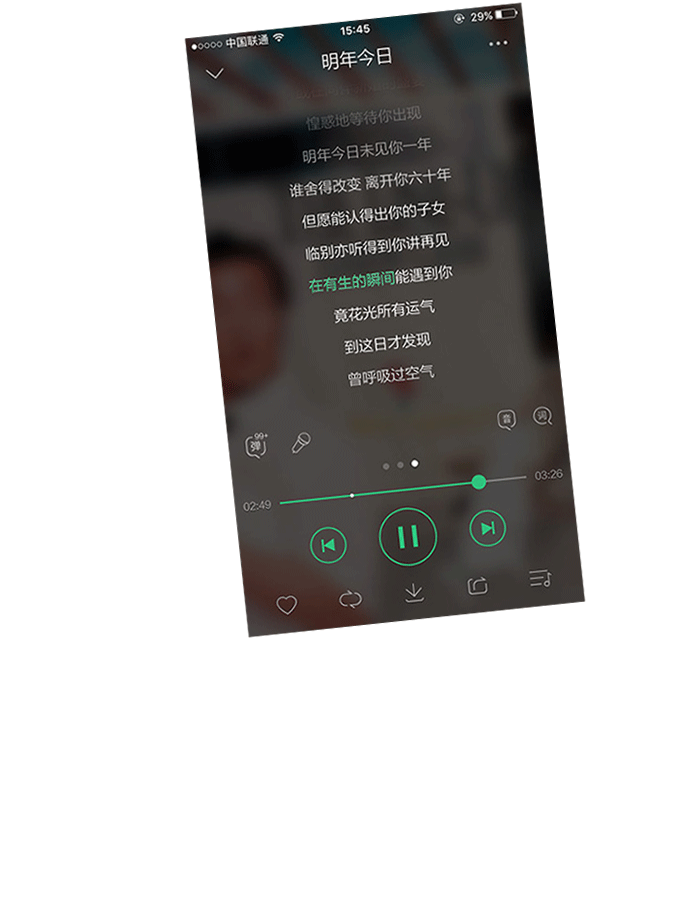 中国联通 15:45 29%
明年今日
惶惑地等待你出现
明年今日未见你一年
谁舍得改变 离开你六十年
但愿能认得出你的子女
临别亦听得到你讲再见
在有生的瞬间能遇到你
竟花光所有运气
到这日才发现
曾呼吸过空气
弹 99+ 音 词
02:49 03:26